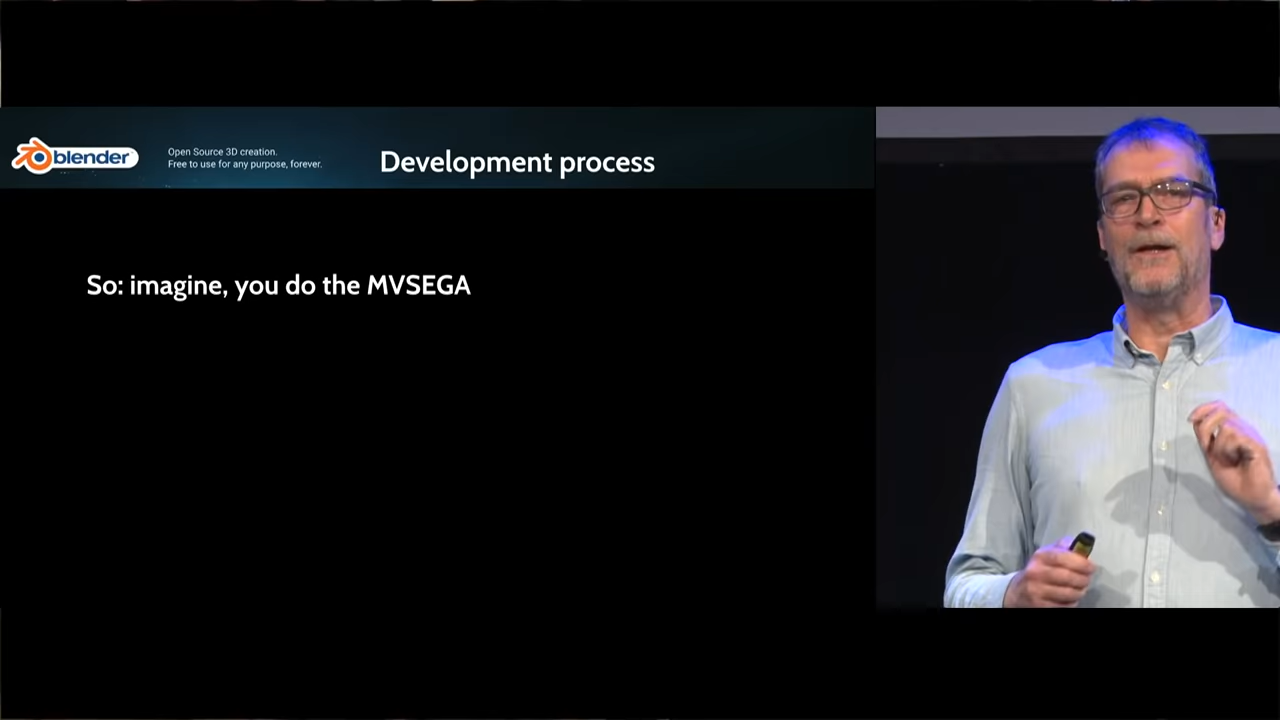 blender
Open Source 3D creation.
Free to use for any purpose, forever.
Development process
So: imagine, you do the MVSEGA